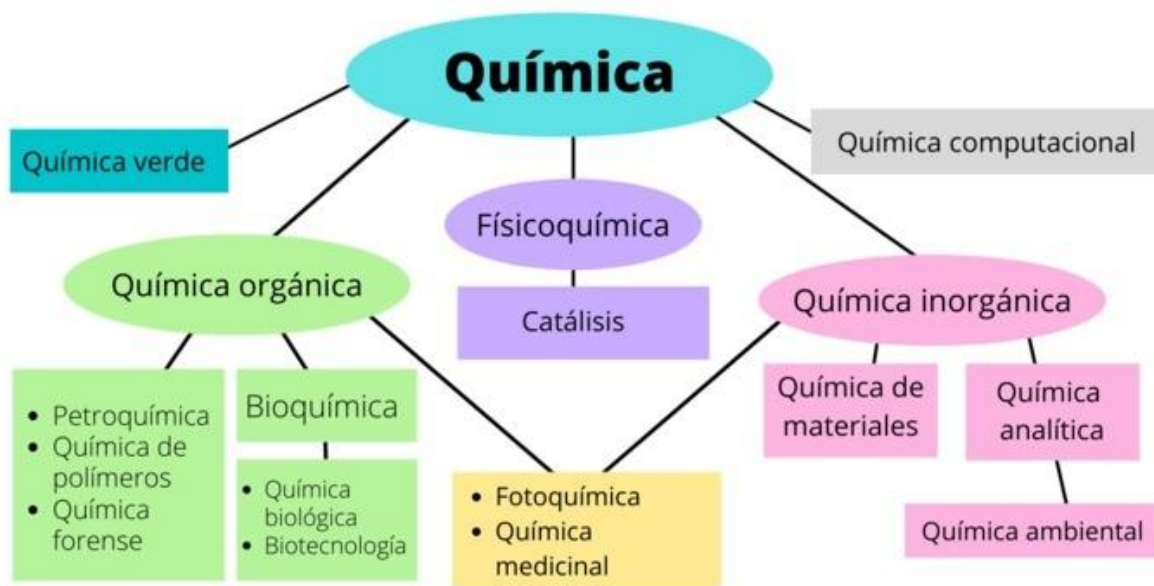 Química
Química verde
Química computacional
Físicoquímica
Química orgánica
Química inorgánica
Catálisis
• Petroquímica
• Química de
polímeros
• Química
forense
Bioquímica
• Química
biológica
• Biotecnología
• Fotoquímica
• Química
medicinal
Química de
materiales
Química
analítica
Química ambiental